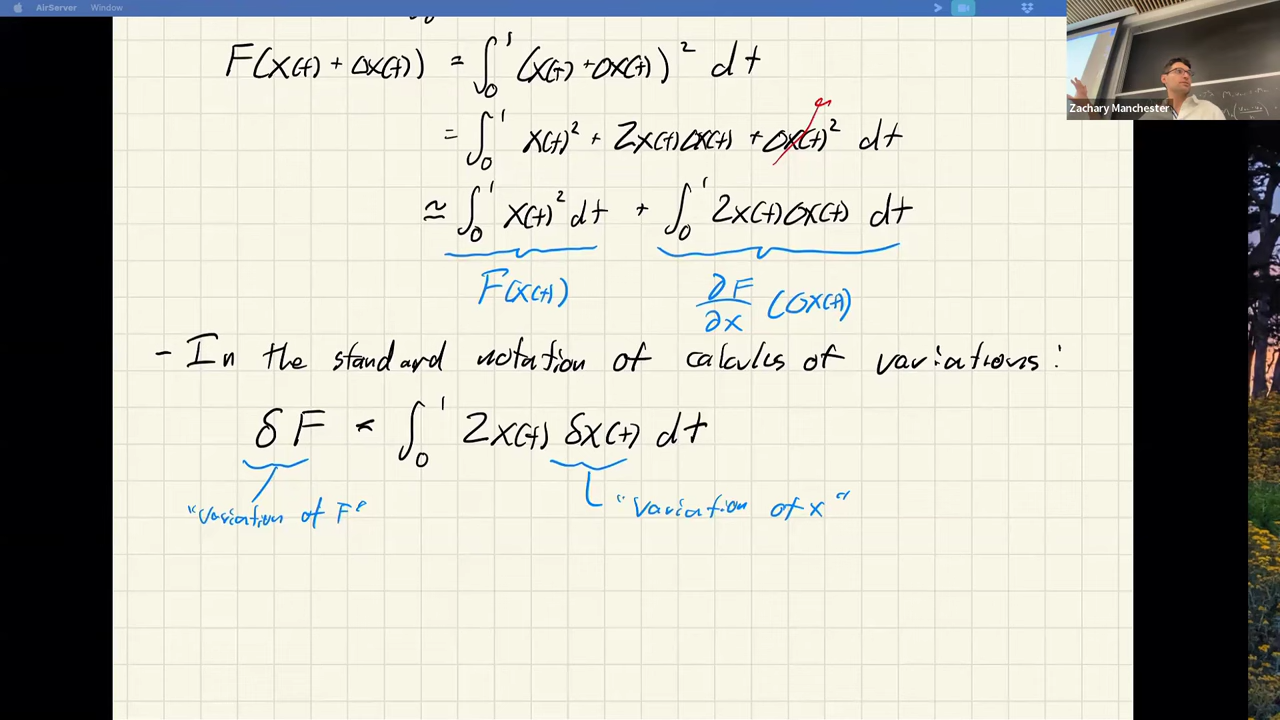 AirServer Window
F(x(t) + Δx(t)) = ∫₀¹ (x(t) + Δx(t))² dt
Zachary Manchester
= ∫₀¹ x(t)² + 2x(t)Δx(t) + Δx(t)² dt
≈ ∫₀¹ x(t)² dt + ∫₀¹ 2x(t)Δx(t) dt
F(x(t)) ∂F/∂x (Δx(t))
- In the standard notation of calculus of variations:
δF = ∫₀¹ 2x(t) δx(t) dt
"variation of F" "variation of x"